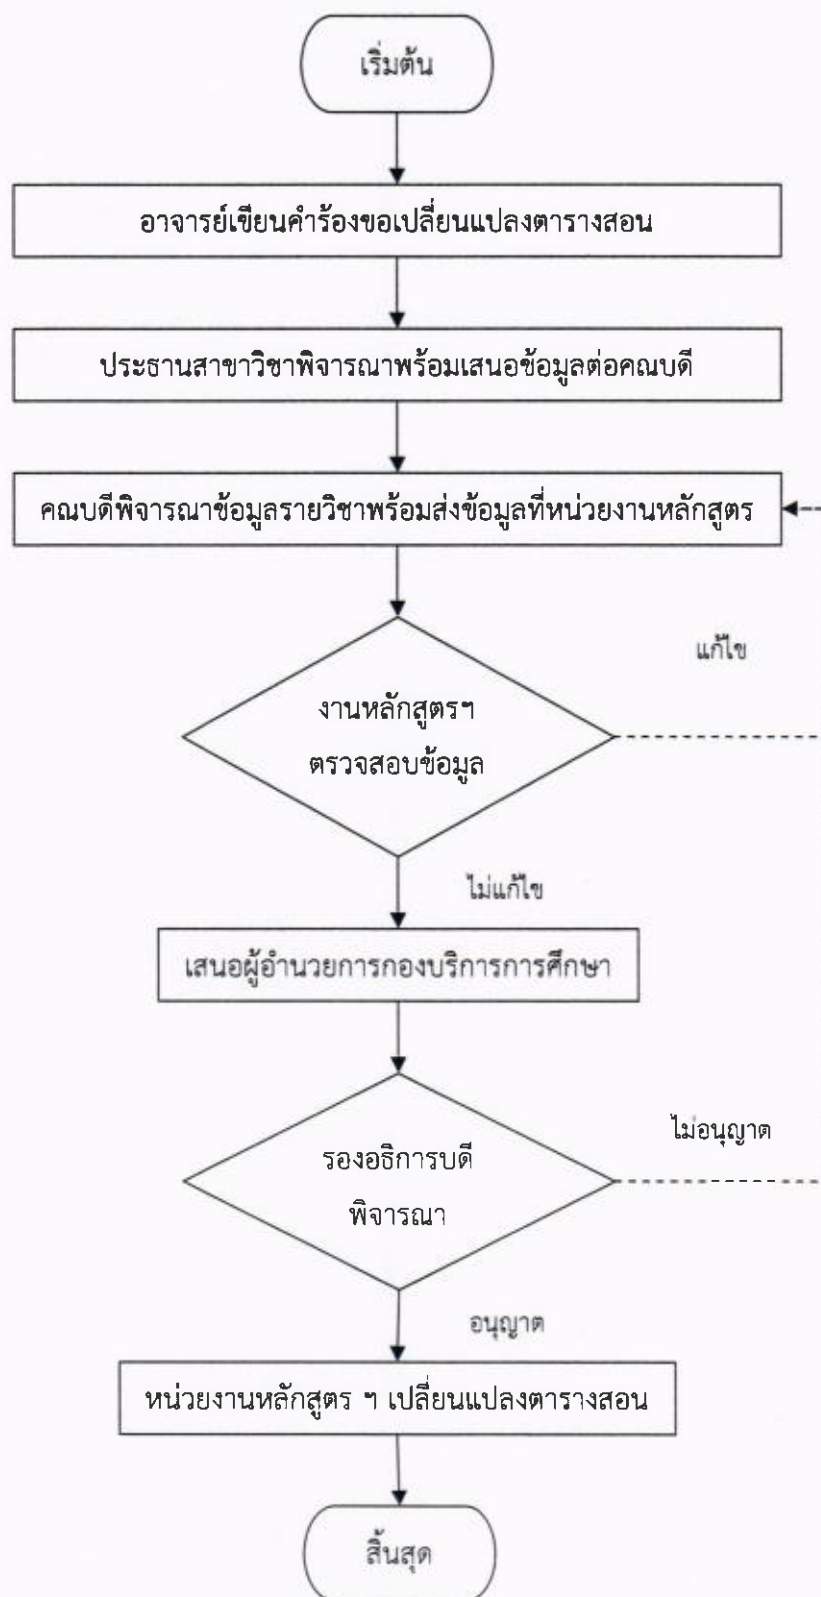 เริ่มต้น
อาจารย์เขียนคำร้องขอเปลี่ยนแปลงตารางสอน
ประธานสาขาวิชาพิจารณาพร้อมเสนอข้อมูลต่อคณบดี
คณบดีพิจารณาข้อมูลรายวิชาพร้อมส่งข้อมูลที่หน่วยงานหลักสูตร
แก้ไข
งานหลักสูตรฯ
ตรวจสอบข้อมูล
ไม่แก้ไข
เสนอผู้อำนวยการกองบริการการศึกษา
ไม่อนุญาต
รองอธิการบดี
พิจารณา
อนุญาต
หน่วยงานหลักสูตร ฯ เปลี่ยนแปลงตารางสอน
สิ้นสุด